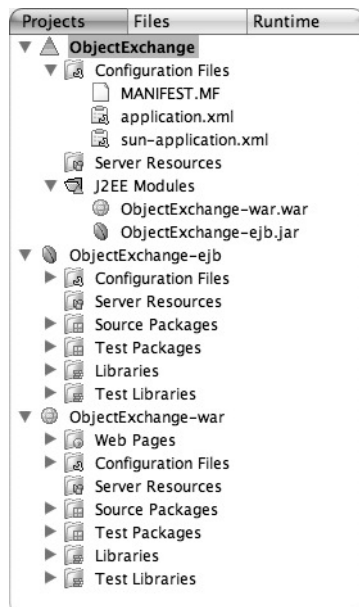 Projects Files Runtime
ObjectExchange
Configuration Files
MANIFEST.MF
application.xml
sun-application.xml
Server Resources
J2EE Modules
ObjectExchange-war.war
ObjectExchange-ejb.jar
ObjectExchange-ejb
Configuration Files
Server Resources
Source Packages
Test Packages
Libraries
Test Libraries
ObjectExchange-war
Web Pages
Configuration Files
Server Resources
Source Packages
Test Packages
Libraries
Test Libraries